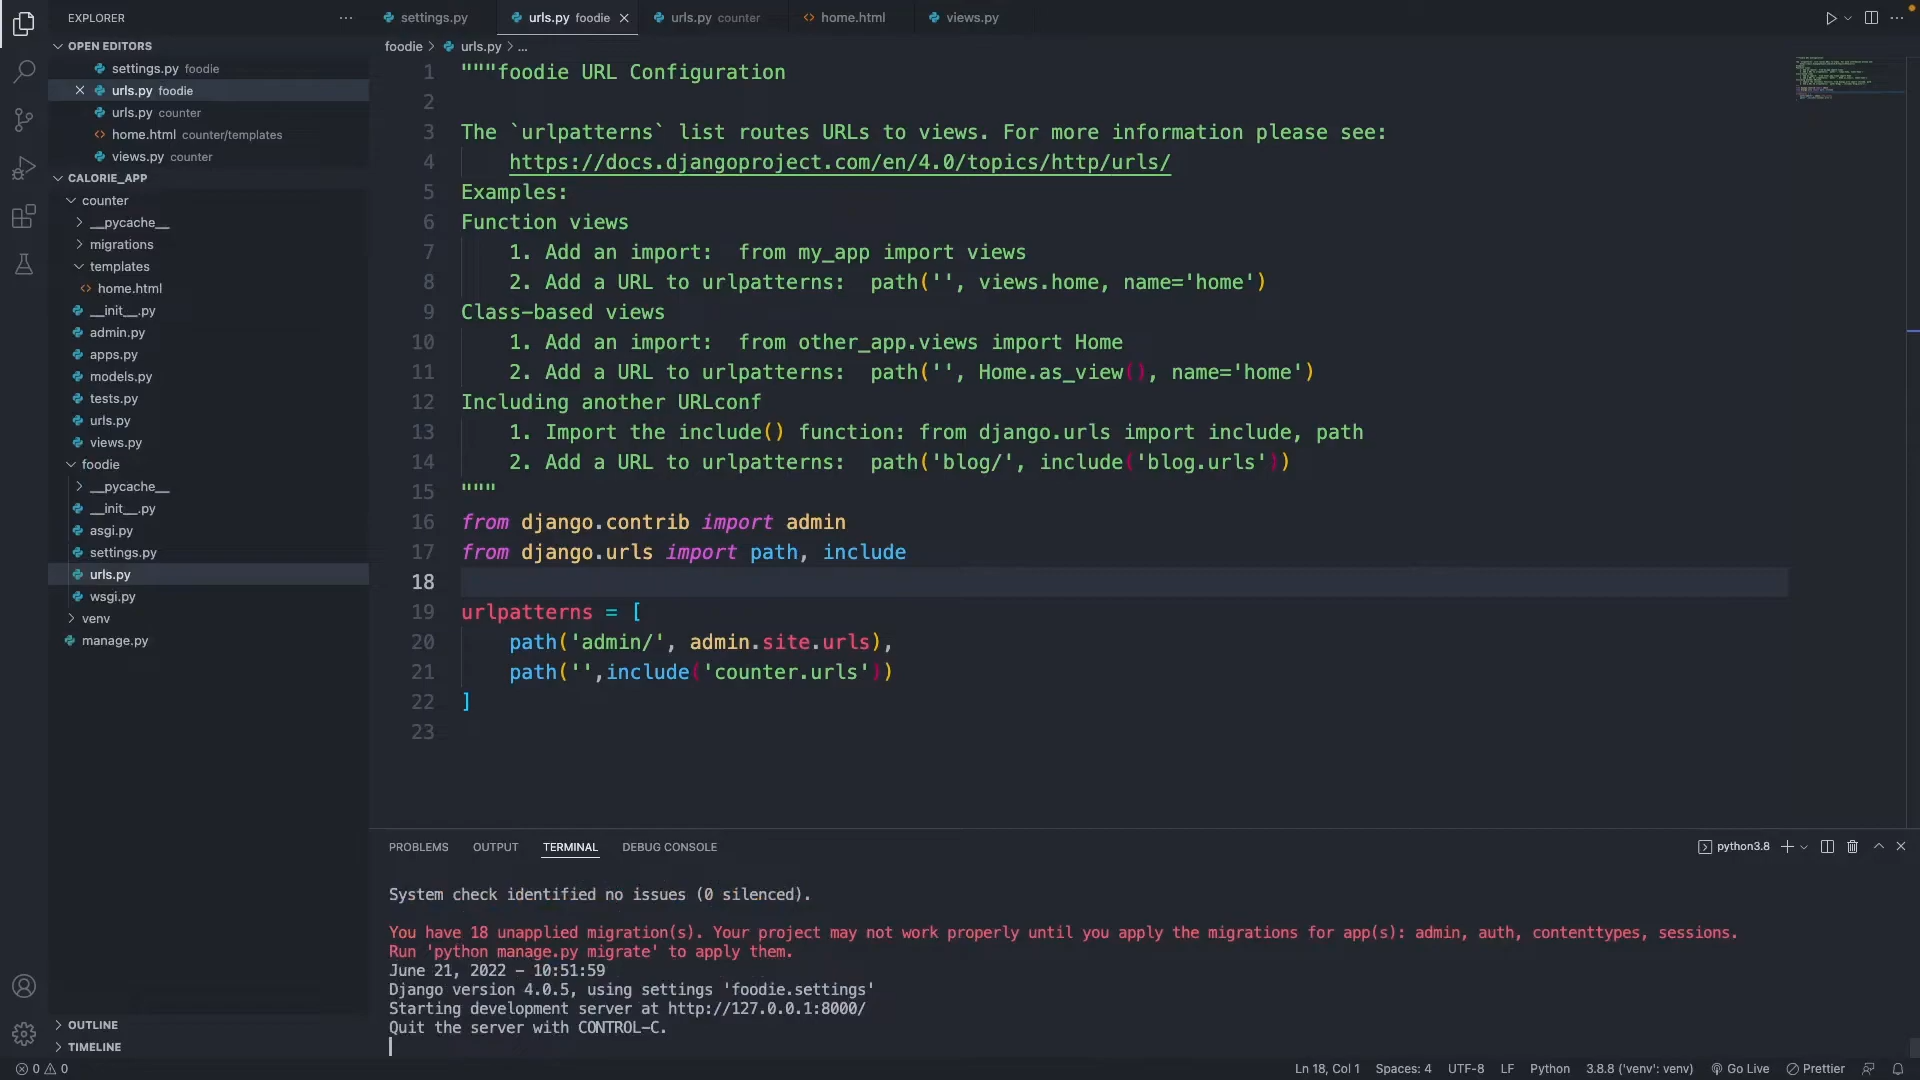 EXPLORER
OPEN EDITORS
settings.py foodie
urls.py foodie
urls.py counter
home.html counter/templates
views.py counter
CALORIE_APP
counter
__pycache__
migrations
templates
home.html
__init__.py
admin.py
apps.py
models.py
tests.py
urls.py
views.py
foodie
__pycache__
__init__.py
asgi.py
settings.py
urls.py
wsgi.py
venv
manage.py
OUTLINE
TIMELINE
settings.py
urls.py foodie
urls.py counter
home.html
views.py
foodie > urls.py > ...
1 """foodie URL Configuration
2
3 The `urlpatterns` list routes URLs to views. For more information please see:
4 https://docs.djangoproject.com/en/4.0/topics/http/urls/
5 Examples:
6 Function views
7 1. Add an import:  from my_app import views
8 2. Add a URL to urlpatterns:  path('', views.home, name='home')
9 Class-based views
10 1. Add an import:  from other_app.views import Home
11 2. Add a URL to urlpatterns:  path('', Home.as_view(), name='home')
12 Including another URLconf
13 1. Import the include() function: from django.urls import include, path
14 2. Add a URL to urlpatterns:  path('blog/', include('blog.urls'))
15 """
16 from django.contrib import admin
17 from django.urls import path, include
18
19 urlpatterns = [
20 path('admin/', admin.site.urls),
21 path('',include('counter.urls'))
22 ]
23
PROBLEMS OUTPUT TERMINAL DEBUG CONSOLE
python3.8
System check identified no issues (0 silenced).
You have 18 unapplied migration(s). Your project may not work properly until you apply the migrations for app(s): admin, auth, contenttypes, sessions.
Run 'python manage.py migrate' to apply them.
June 21, 2022 - 10:51:59
Django version 4.0.5, using settings 'foodie.settings'
Starting development server at http://127.0.0.1:8000/
Quit the server with CONTROL-C.
0 0
Ln 18, Col 1 Spaces: 4 UTF-8 LF Python 3.8.8 ('venv': venv) Go Live Prettier